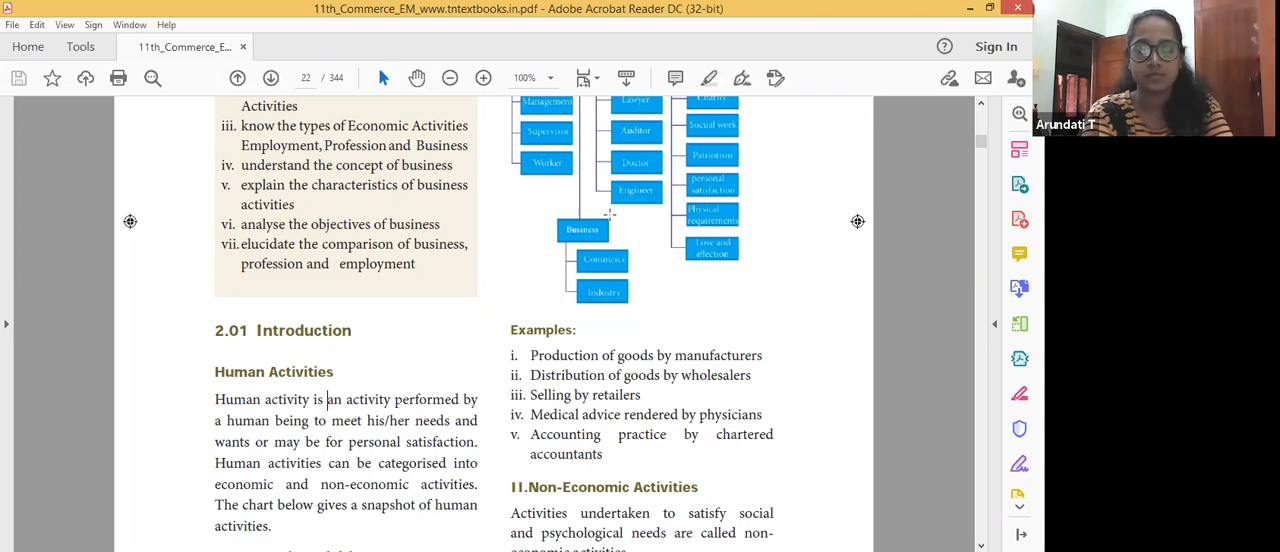 11th_Commerce_EM_www.tntextbooks.in.pdf - Adobe Acrobat Reader DC (32-bit)
File Edit View Sign Window Help
Home Tools 11th_Commerce_E... Sign In
22 / 344 100%
Arundati T
Activities
iii. know the types of Economic Activities
Employment, Profession and Business
iv. understand the concept of business
v. explain the characteristics of business
activities
vi. analyse the objectives of business
vii. elucidate the comparison of business,
profession and employment
Management
Supervisor
Worker
Lawyer
Auditor
Doctor
Engineer
Charity
Socual work
Patriotism
personal
satisfaction
Physical
requirements
Love and
affection
Business
Commerce
Industry
2.01 Introduction
Human Activities
Human activity is an activity performed by
a human being to meet his/her needs and
wants or may be for personal satisfaction.
Human activities can be categorised into
economic and non-economic activities.
The chart below gives a snapshot of human
activities.
Examples:
i. Production of goods by manufacturers
ii. Distribution of goods by wholesalers
iii. Selling by retailers
iv. Medical advice rendered by physicians
v. Accounting practice by chartered
accountants
II.Non-Economic Activities
Activities undertaken to satisfy social
and psychological needs are called non-
economic activities.